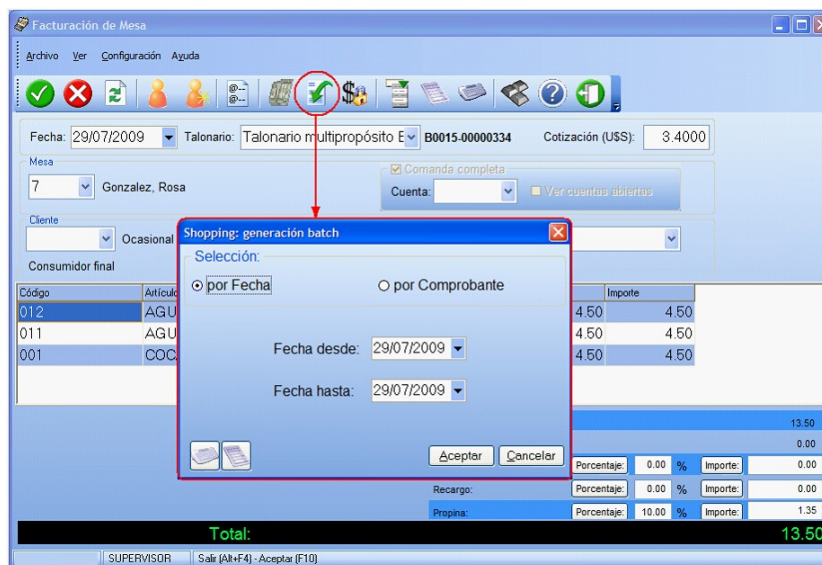 Facturación de Mesa
Archivo Ver Configuración Ayuda
Fecha: 29/07/2009 Talonario: Talonario multipropósito B0015-00000334 Cotización (U$S): 3.4000
Mesa
7 Gonzalez, Rosa
Comanda completa
Cuenta: Ver cuentas abiertas
Cliente
Ocasional
Consumidor final
Shopping: generación batch
Selección:
por Fecha por Comprobante
Fecha desde: 29/07/2009
Fecha hasta: 29/07/2009
Aceptar Cancelar
Código Artículo Importe
012 AGU 4.50 4.50
011 AGU 4.50 4.50
001 COC 4.50 4.50
13.50
0.00
Porcentaje: 0.00 % Importe: 0.00
Recargo: Porcentaje: 0.00 % Importe: 0.00
Propina: Porcentaje: 10.00 % Importe: 1.35
Total: 13.50
SUPERVISOR Salir (Alt+F4) - Aceptar (F10)